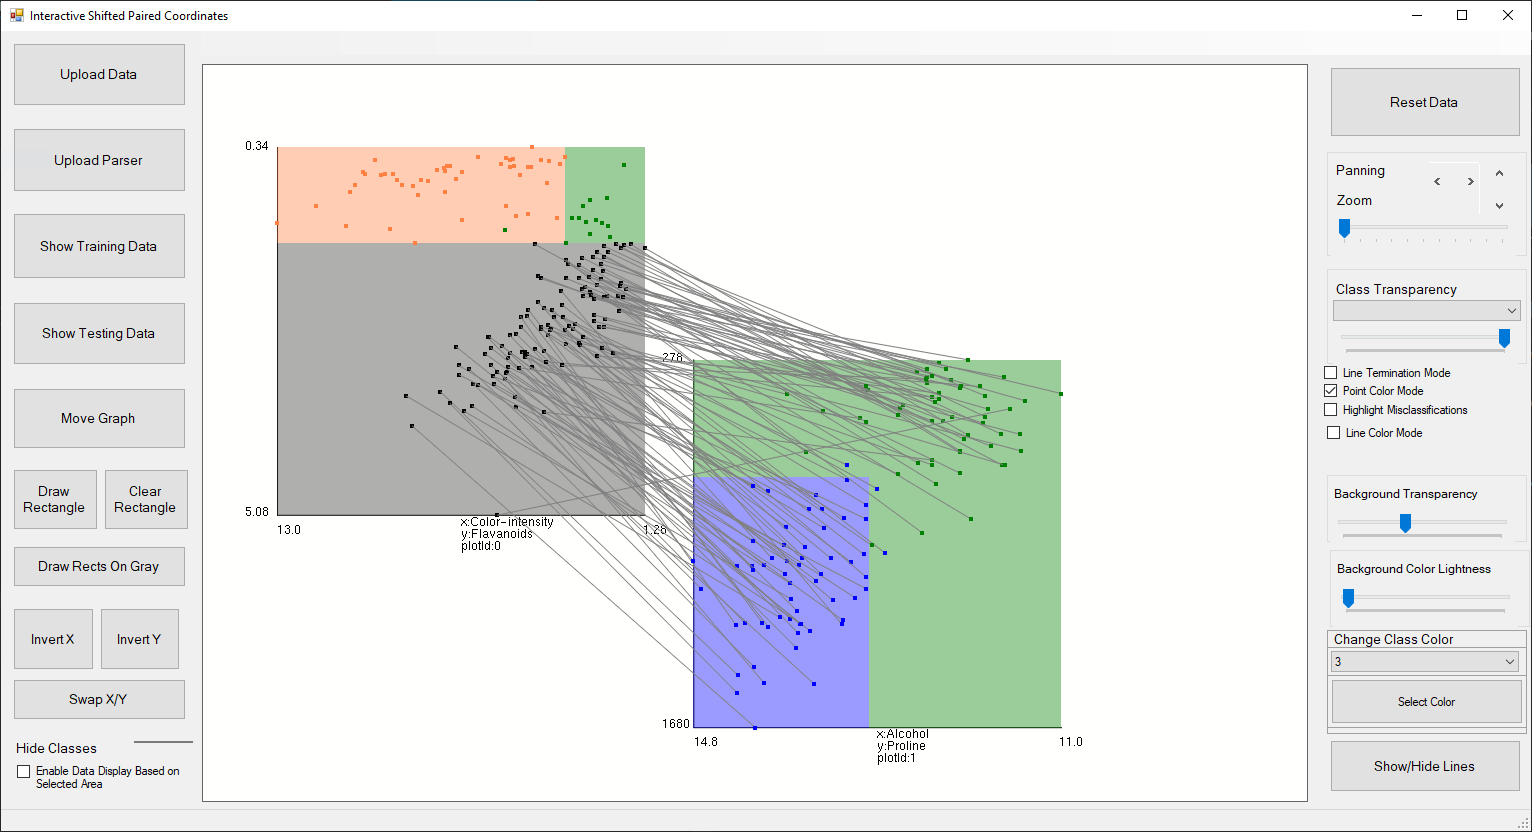 Interactive Shifted Paired Coordinates
Upload Data
Upload Parser
Show Training Data
Show Testing Data
Move Graph
Draw
Rectangle
Clear
Rectangle
Draw Rects On Gray
Invert X
Invert Y
Swap X/Y
Hide Classes
Enable Data Display Based on
Selected Area
0.34
5.08
13.0
1.28
x:Color-intensity
y:Flavanoids
plotId:0
278
1680
14.8
11.0
x:Alcohol
y:Proline
plotId:1
Reset Data
Panning
< >
Zoom
Class Transparency
Line Termination Mode
Point Color Mode
Highlight Misclassifications
Line Color Mode
Background Transparency
Background Color Lightness
Change Class Color
3
Select Color
Show/Hide Lines